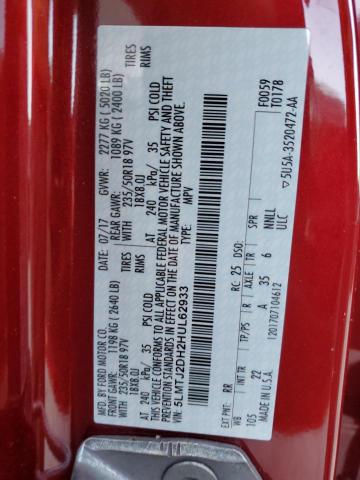 MFD. BY FORD MOTOR CO.
DATE: 07/17 GVWR: 2277 KG ( 5020 LB)
FRONT GAWR: 1198 KG ( 2640 LB) REAR GAWR: 1089 KG ( 2400 LB)
WITH 235/50R18 97V TIRES WITH 235/50R18 97V TIRES
18X8.0J RIMS 18X8.0J RIMS
AT 240 kPa/ 35 PSI COLD AT 240 kPa/ 35 PSI COLD
THIS VEHICLE CONFORMS TO ALL APPLICABLE FEDERAL MOTOR VEHICLE SAFETY AND THEFT
PREVENTION STANDARDS IN EFFECT ON THE DATE OF MANUFACTURE SHOWN ABOVE.
VIN: 5LMTJ2DH2HUL62933 TYPE: MPV
F0059
T0178
EXT PNT: RR RC: 25 DSO:
WB TP/PS R AXLE TR SPR
105 22 A 35 6 NNLL
MADE IN U.S.A. 1201707104612 ULC
5U5A-3520472-AA